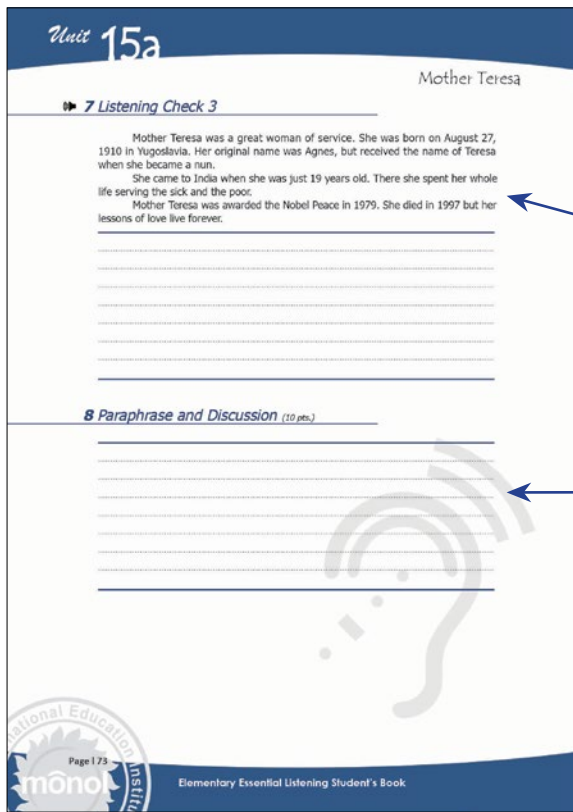 Unit 15a
Mother Teresa
7 Listening Check 3
Mother Teresa was a great woman of service. She was born on August 27,
1910 in Yugoslavia. Her original name was Agnes, but received the name of Teresa
when she became a nun.
She came to India when she was just 19 years old. There she spent her whole
life serving the sick and the poor.
Mother Teresa was awarded the Nobel Peace in 1979. She died in 1997 but her
lessons of love live forever.
8 Paraphrase and Discussion (10 pts.)
national Education Institu
Page | 73
mônol
Elementary Essential Listening Student's Book